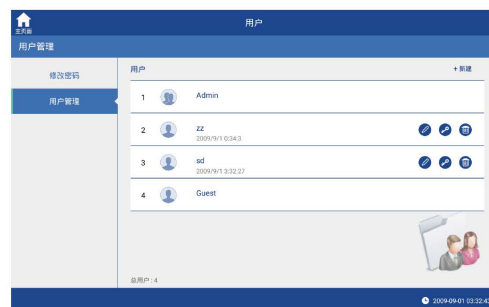 用户
主页面
用户管理
修改密码
用户管理
用户
+ 新建
1 Admin
2 zz
2009/9/1 0:34:3
3 sd
2009/9/1 3:32:27
4 Guest
总用户 : 4
2009-09-01 03:32:43